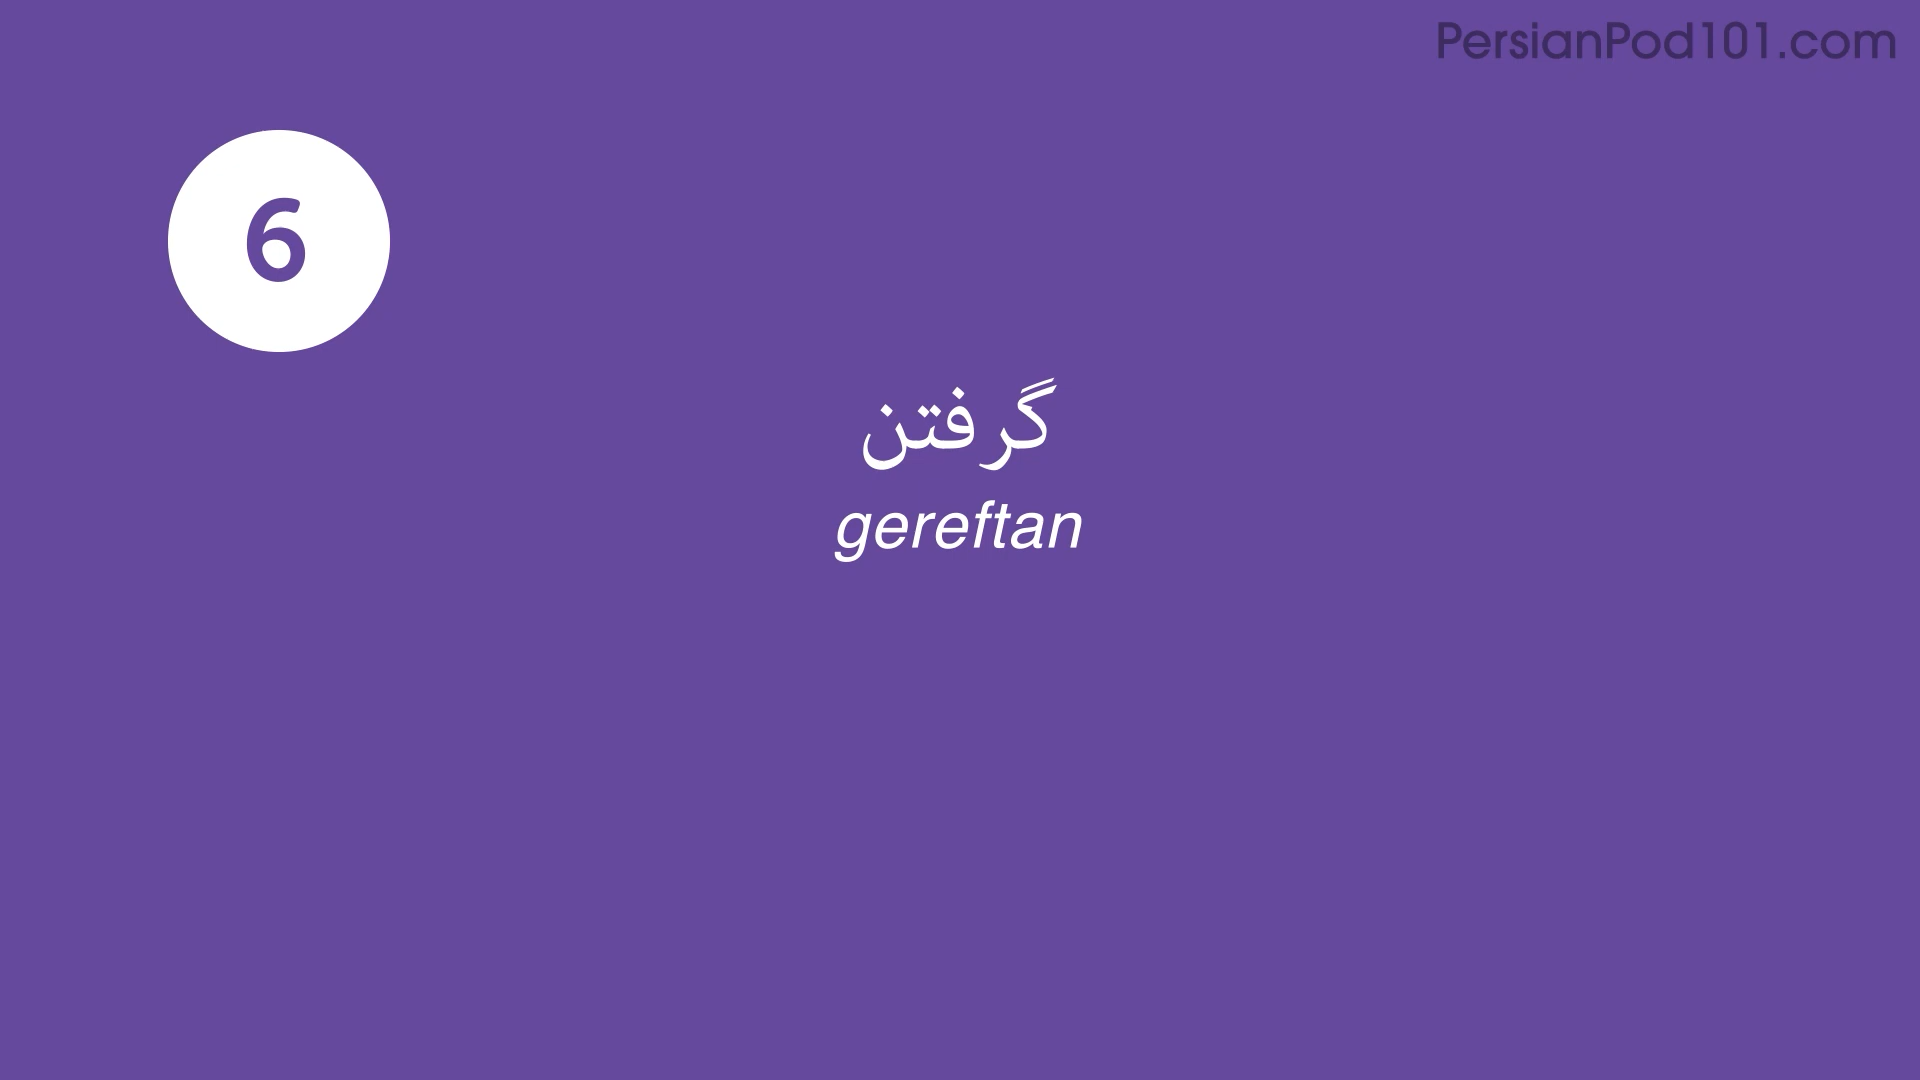 PersianPod101.com
6
گرفتن
gereftan